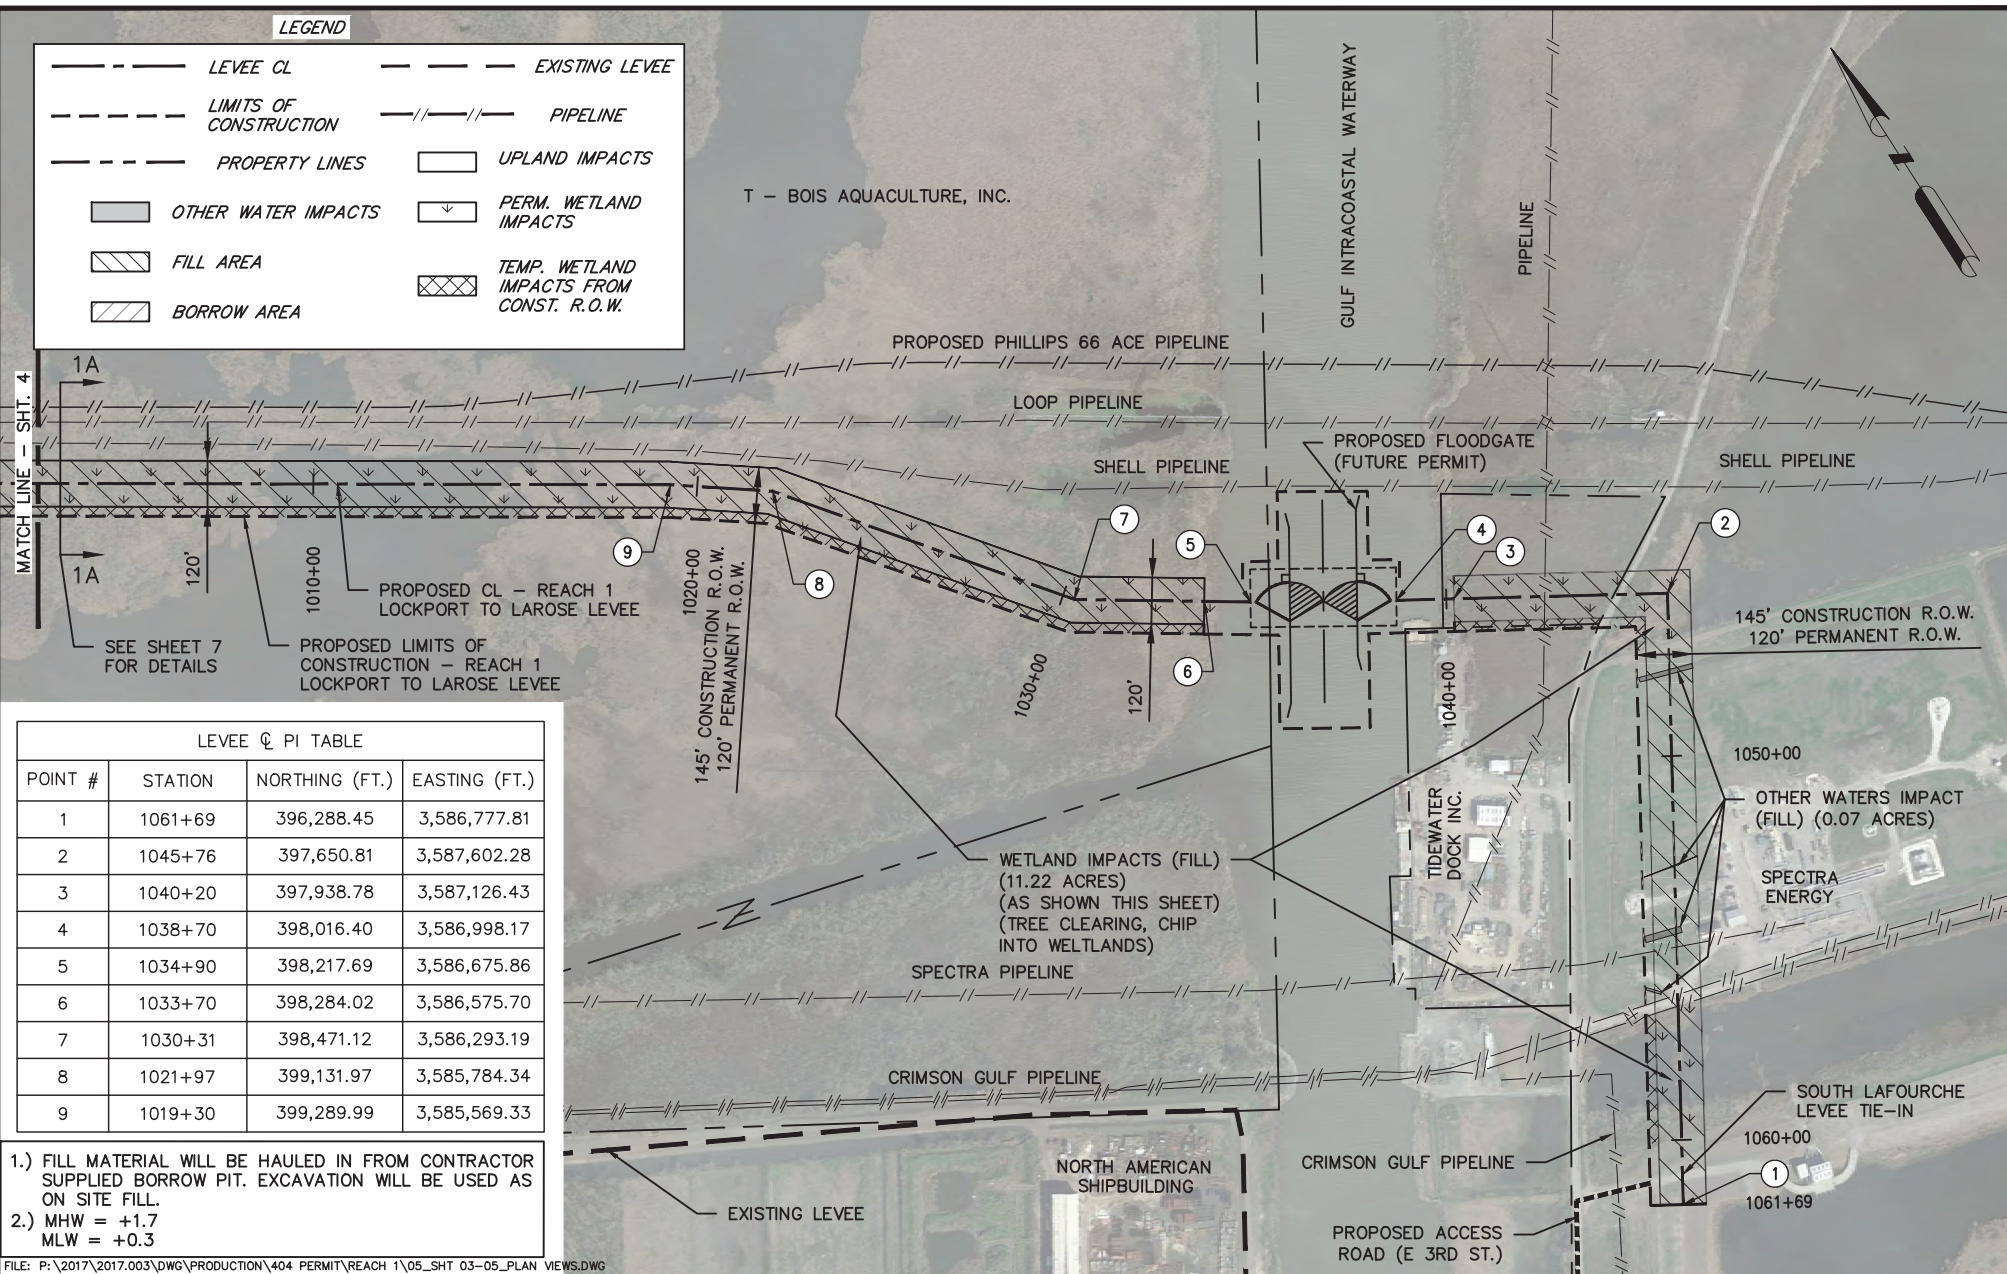 LEGEND
LEVEE CL
EXISTING LEVEE
LIMITS OF
CONSTRUCTION
PIPELINE
PROPERTY LINES
UPLAND IMPACTS
OTHER WATER IMPACTS
PERM. WETLAND
IMPACTS
FILL AREA
TEMP. WETLAND
IMPACTS FROM
CONST. R.O.W.
BORROW AREA
T - BOIS AQUACULTURE, INC.
GULF INTRACOASTAL WATERWAY
PIPELINE
N
PROPOSED PHILLIPS 66 ACE PIPELINE
LOOP PIPELINE
SHELL PIPELINE
PROPOSED FLOODGATE
(FUTURE PERMIT)
SHELL PIPELINE
MATCH LINE - SHT. 4
1A
1A
120'
1010+00
SEE SHEET 7
FOR DETAILS
PROPOSED CL - REACH 1
LOCKPORT TO LAROSE LEVEE
PROPOSED LIMITS OF
CONSTRUCTION - REACH 1
LOCKPORT TO LAROSE LEVEE
9
1020+00
145' CONSTRUCTION R.O.W.
120' PERMANENT R.O.W.
8
7
1030+00
120'
5
6
4
3
2
1040+00
145' CONSTRUCTION R.O.W.
120' PERMANENT R.O.W.
1050+00
OTHER WATERS IMPACT
(FILL) (0.07 ACRES)
TIDEWATER
DOCK INC.
SPECTRA
ENERGY
WETLAND IMPACTS (FILL)
(11.22 ACRES)
(AS SHOWN THIS SHEET)
(TREE CLEARING, CHIP
INTO WELTLANDS)
SPECTRA PIPELINE
CRIMSON GULF PIPELINE
SOUTH LAFOURCHE
LEVEE TIE-IN
1060+00
1
1061+69
CRIMSON GULF PIPELINE
NORTH AMERICAN
SHIPBUILDING
EXISTING LEVEE
PROPOSED ACCESS
ROAD (E 3RD ST.)
LEVEE ℄ PI TABLE
POINT # STATION NORTHING (FT.) EASTING (FT.)
1 1061+69 396,288.45 3,586,777.81
2 1045+76 397,650.81 3,587,602.28
3 1040+20 397,938.78 3,587,126.43
4 1038+70 398,016.40 3,586,998.17
5 1034+90 398,217.69 3,586,675.86
6 1033+70 398,284.02 3,586,575.70
7 1030+31 398,471.12 3,586,293.19
8 1021+97 399,131.97 3,585,784.34
9 1019+30 399,289.99 3,585,569.33
1.) FILL MATERIAL WILL BE HAULED IN FROM CONTRACTOR
SUPPLIED BORROW PIT. EXCAVATION WILL BE USED AS
ON SITE FILL.
2.) MHW = +1.7
MLW = +0.3
FILE: P:\2017\2017.003\DWG\PRODUCTION\404 PERMIT\REACH 1\05_SHT 03-05_PLAN VIEWS.DWG